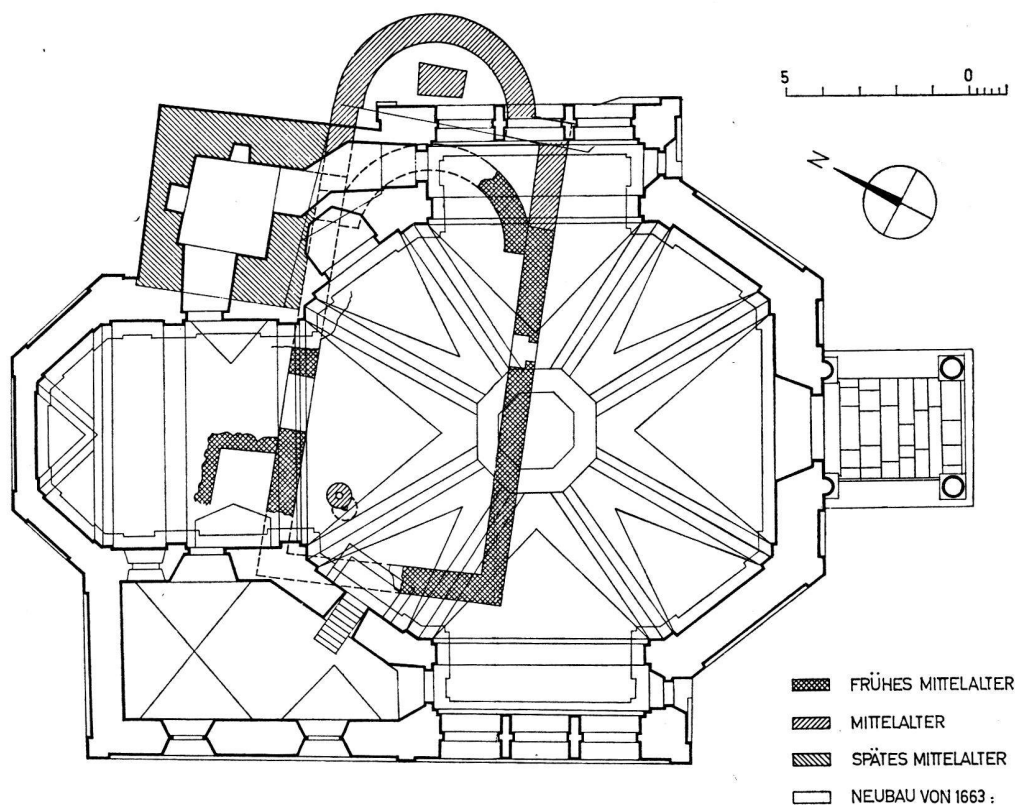 5 0
N
FRÜHES MITTELALTER
MITTELALTER
SPÄTES MITTELALTER
NEUBAU VON 1663 :